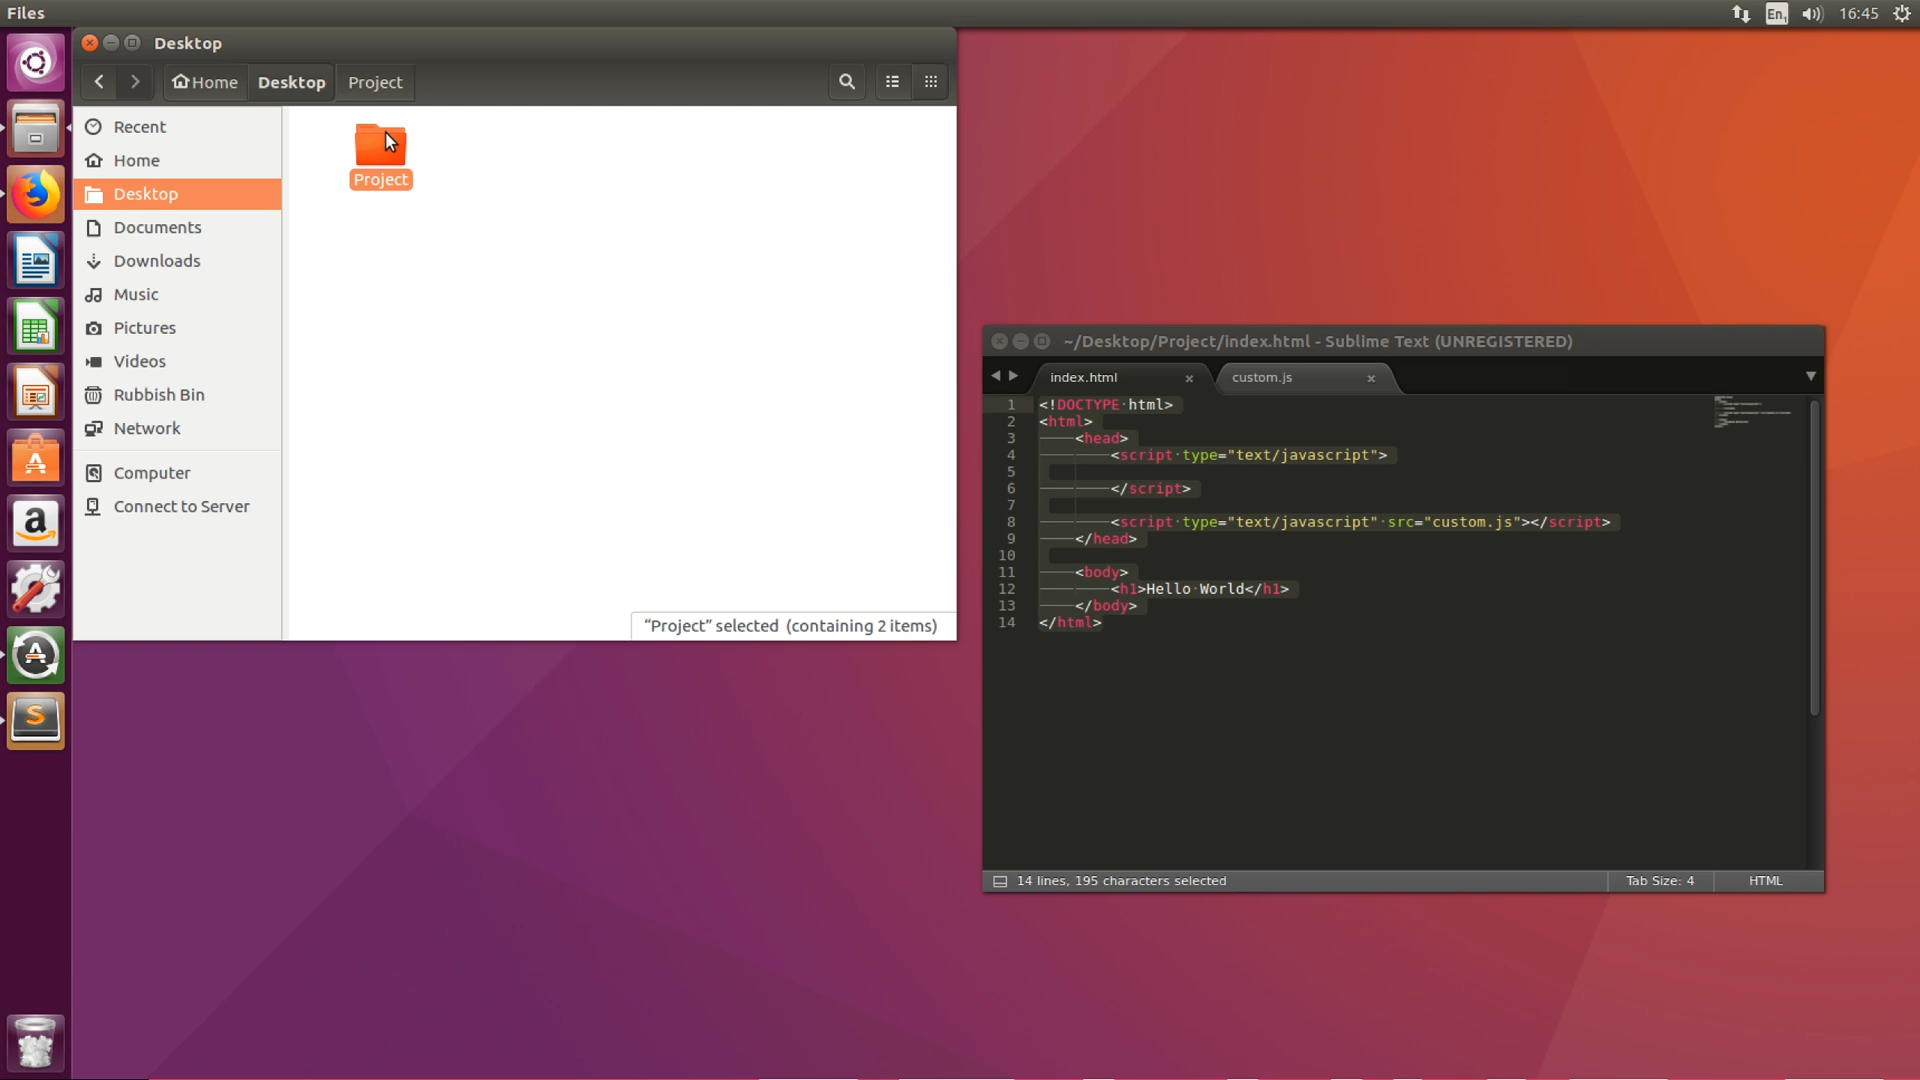 Files
En1
16:45
Desktop
Home
Desktop
Project
Recent
Home
Desktop
Documents
Downloads
Music
Pictures
Videos
Rubbish Bin
Network
Computer
Connect to Server
Project
“Project” selected (containing 2 items)
~/Desktop/Project/index.html - Sublime Text (UNREGISTERED)
index.html
custom.js
1 <!DOCTYPE html>
2 <html>
3 <head>
4 <script type="text/javascript">
5
6 </script>
7
8 <script type="text/javascript" src="custom.js"></script>
9 </head>
10
11 <body>
12 <h1>Hello World</h1>
13 </body>
14 </html>
14 lines, 195 characters selected
Tab Size: 4
HTML